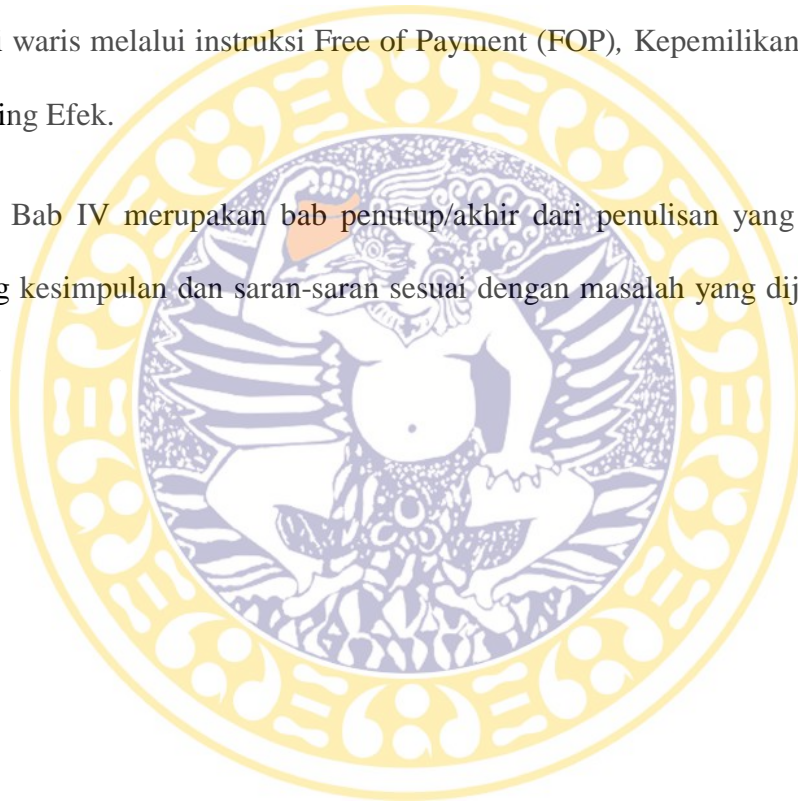 waris melalui instruksi Free of Payment (FOP), Kepemilikan
ing Efek.
Bab IV merupakan bab penutup/akhir dari penulisan yang
g kesimpulan dan saran-saran sesuai dengan masalah yang dij